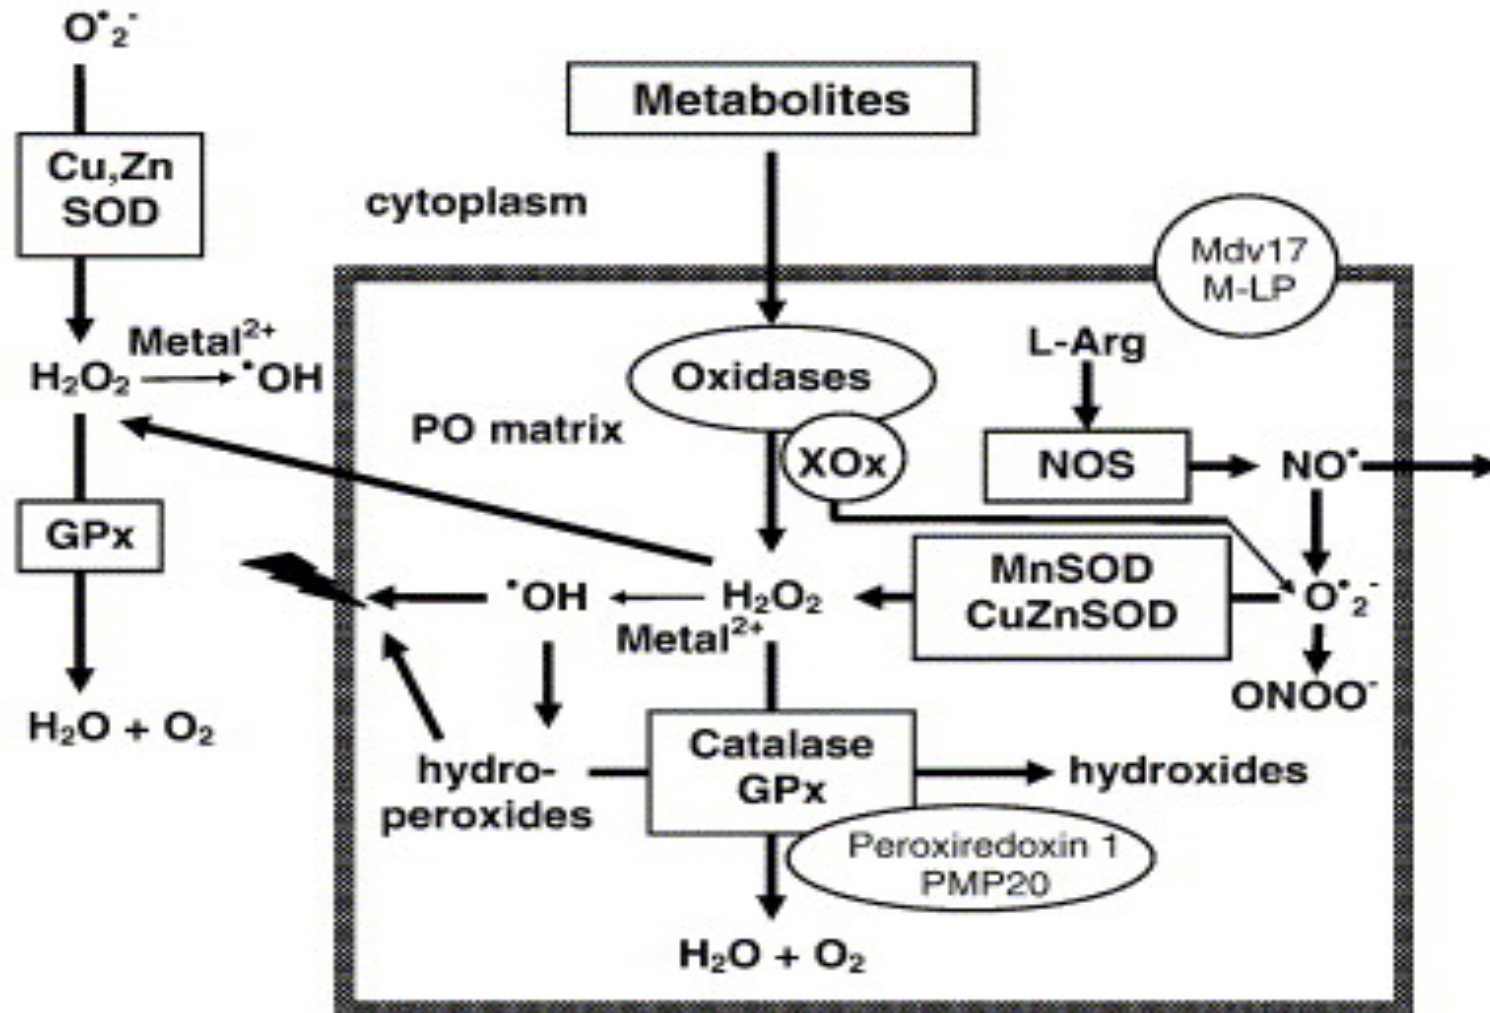 O•₂⁻
Metabolites
Cu,Zn
SOD
cytoplasm
Mdv17
M-LP
Metal²⁺
H₂O₂
•OH
Oxidases
L-Arg
PO matrix
XOx
NOS
NO•
GPx
MnSOD
CuZnSOD
•OH
H₂O₂
O•₂⁻
Metal²⁺
ONOO⁻
H₂O + O₂
Catalase
GPx
hydro-
peroxides
hydroxides
Peroxiredoxin 1
PMP20
H₂O + O₂